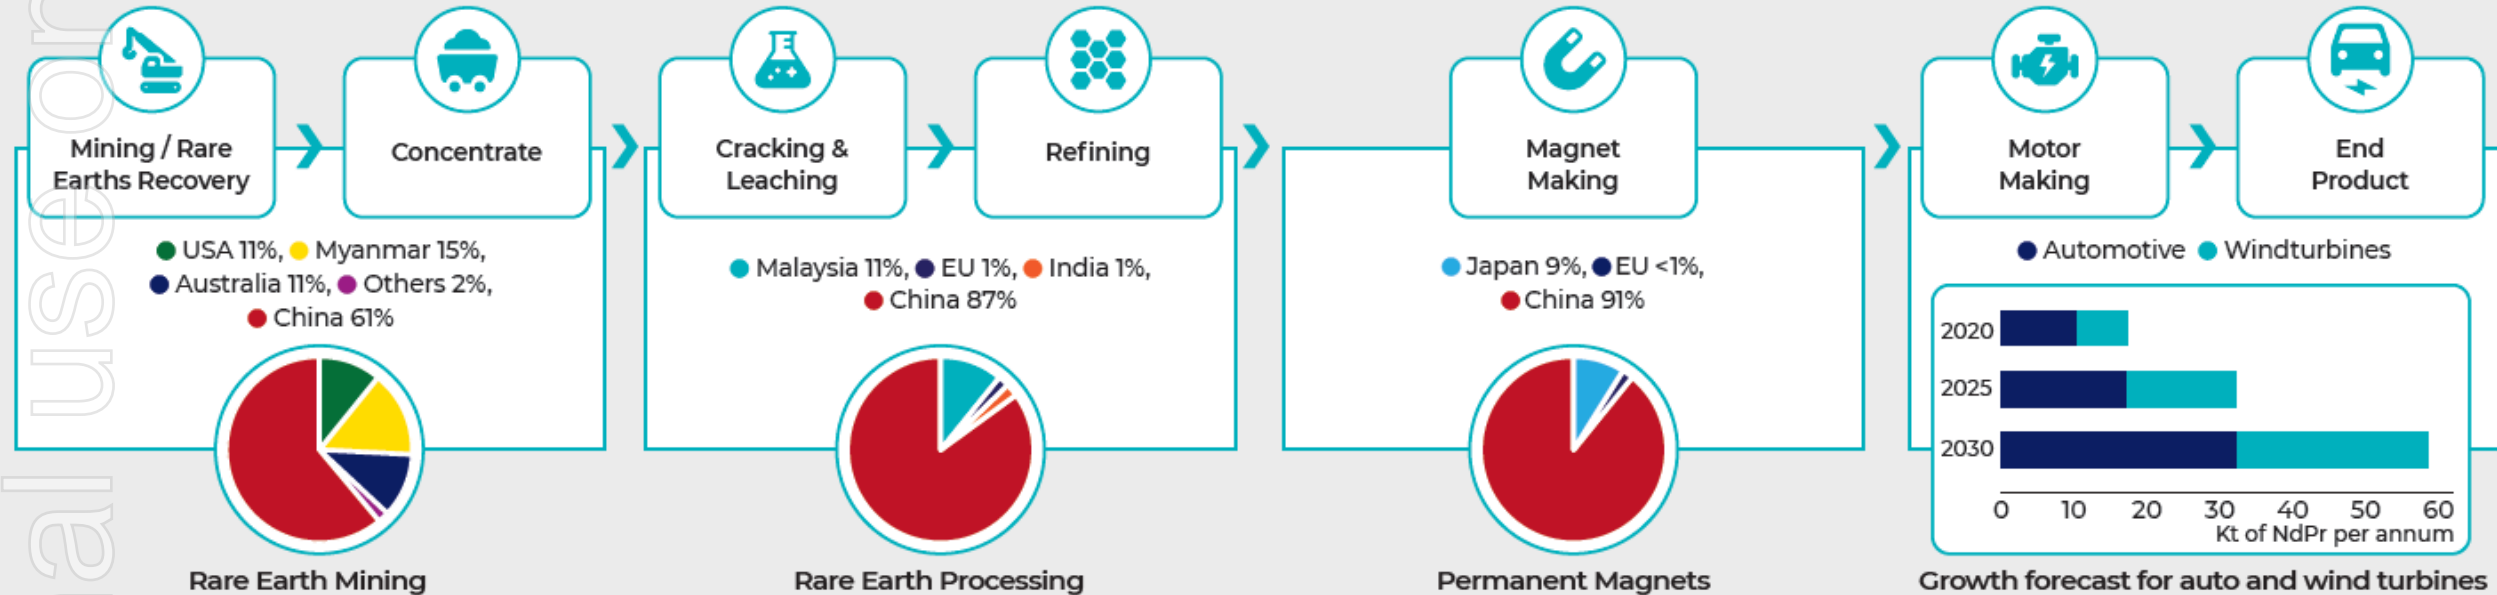 Mining / Rare
Earths Recovery
Concentrate
Cracking &
Leaching
Refining
Magnet
Making
Motor
Making
End
Product
USA 11%, Myanmar 15%,
Australia 11%, Others 2%,
China 61%
Rare Earth Mining
Malaysia 11%, EU 1%, India 1%,
China 87%
Rare Earth Processing
Japan 9%, EU <1%,
China 91%
Permanent Magnets
Automotive Windturbines
2020
2025
2030
0 10 20 30 40 50 60
Kt of NdPr per annum
Growth forecast for auto and wind turbines
al use or